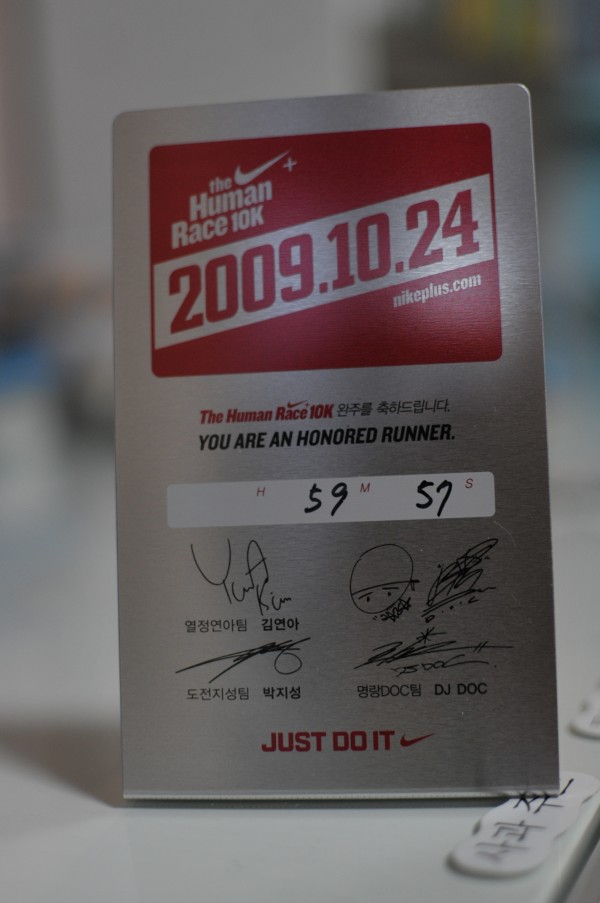 the
Human
Race 10K
2009.10.24
nikeplus.com
The Human Race 10K 완주를 축하드립니다.
YOU ARE AN HONORED RUNNER.
H 59 M 57 S
열정연아팀 김연아
도전지성팀 박지성
명랑DOC팀 DJ DOC
JUST DO IT
사과